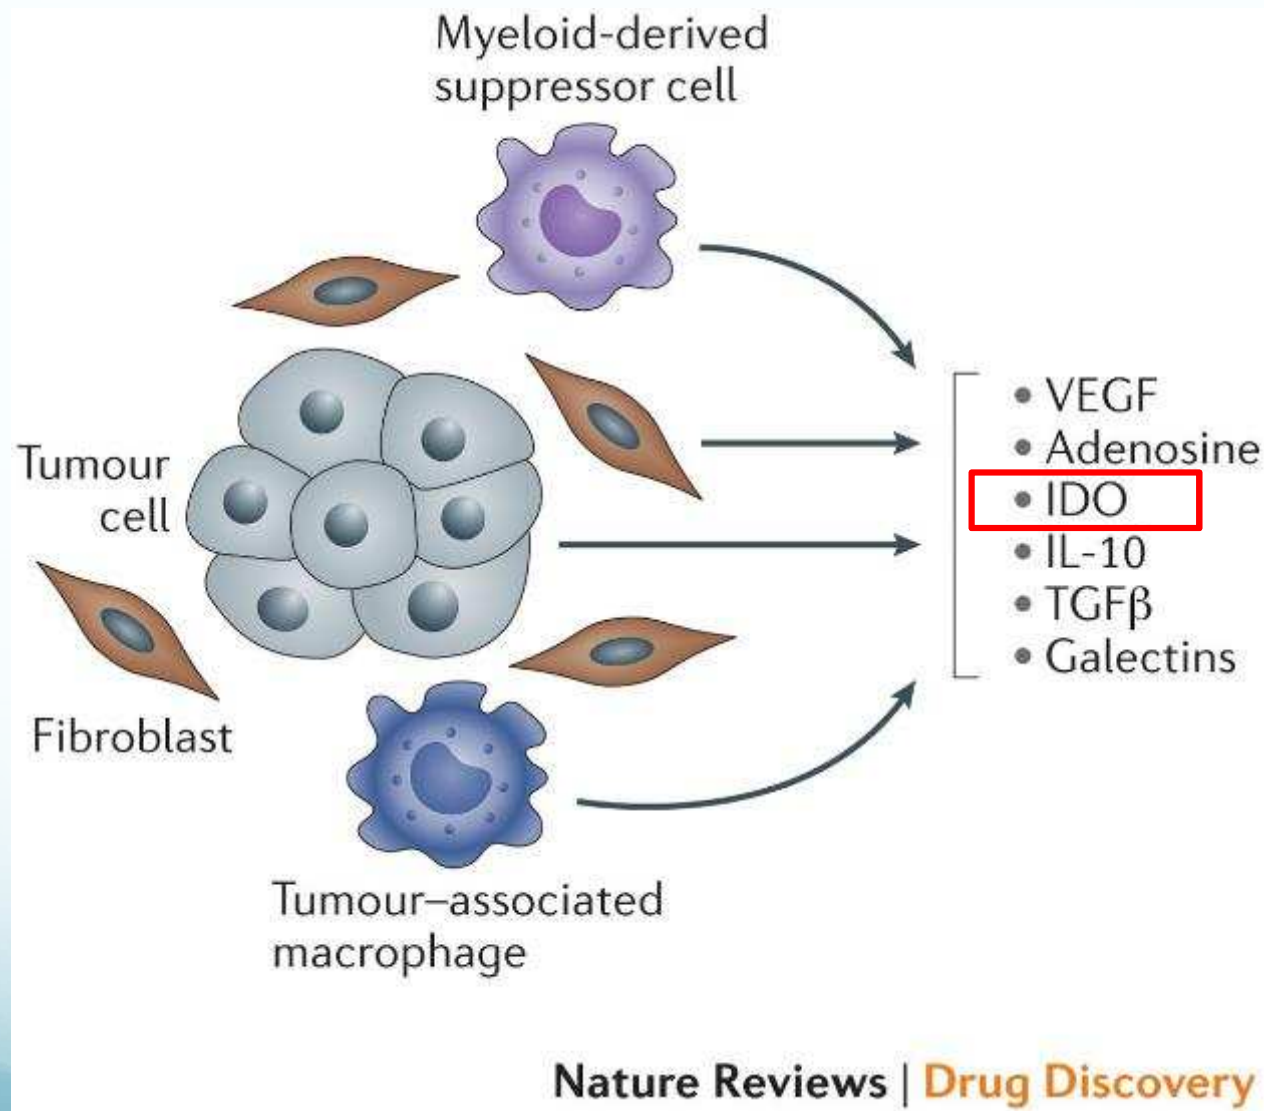 Myeloid-derived
suppressor cell
Tumour
cell
Fibroblast
Tumour–associated
macrophage
• VEGF
• Adenosine
• IDO
• IL-10
• TGFβ
• Galectins
Nature Reviews | Drug Discovery